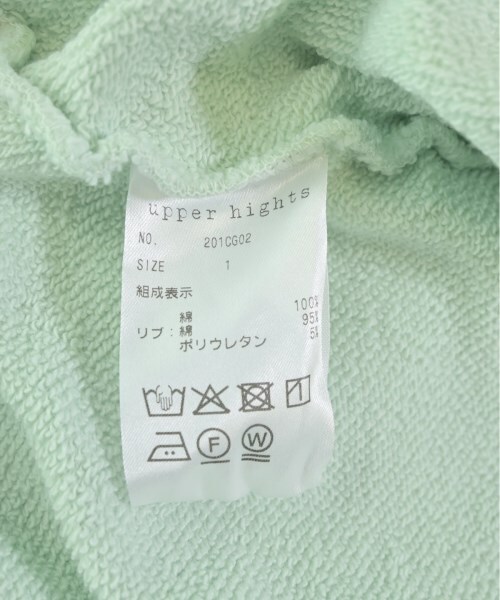 upper hights
NO. 201CG02
SIZE 1
組成表示
綿 100%
リブ：綿 95%
ポリウレタン 5%
F W